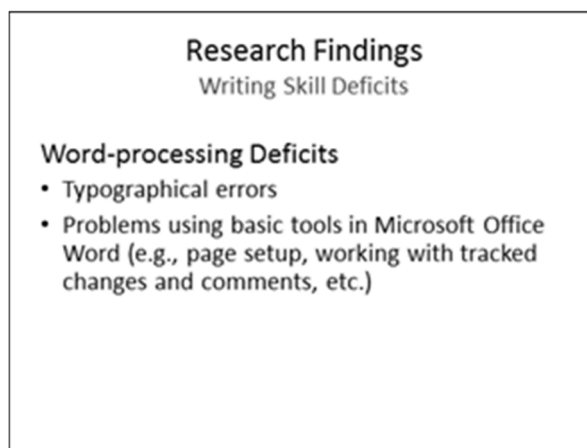 Research Findings
Writing Skill Deficits
Word-processing Deficits
• Typographical errors
• Problems using basic tools in Microsoft Office
Word (e.g., page setup, working with tracked
changes and comments, etc.)